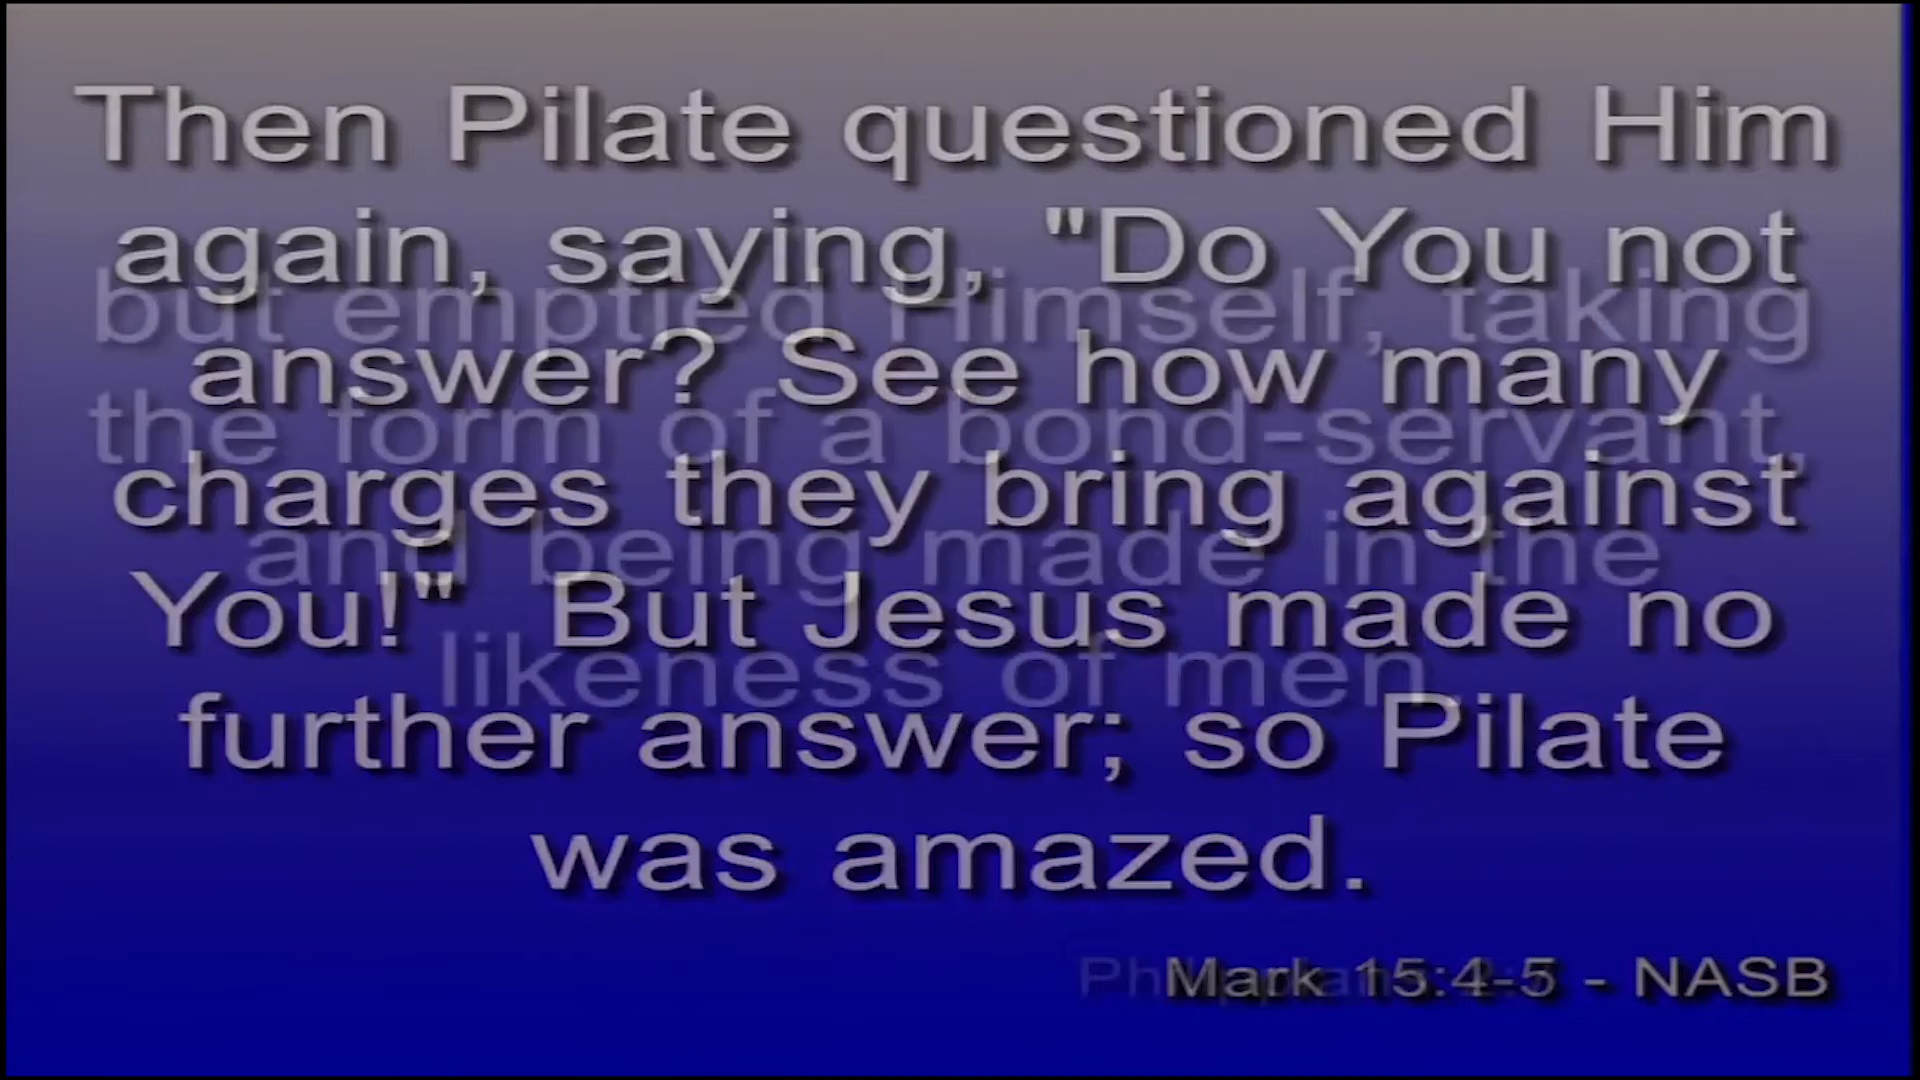 Then Pilate questioned Him
again, saying, "Do You not
but emptied Himself, taking
answer? See how many
the form of a bond-servant,
charges they bring against
and being made in the
You!" But Jesus made no
likeness of men.
further answer; so Pilate
was amazed.
Mark 15:4-5 - NASB